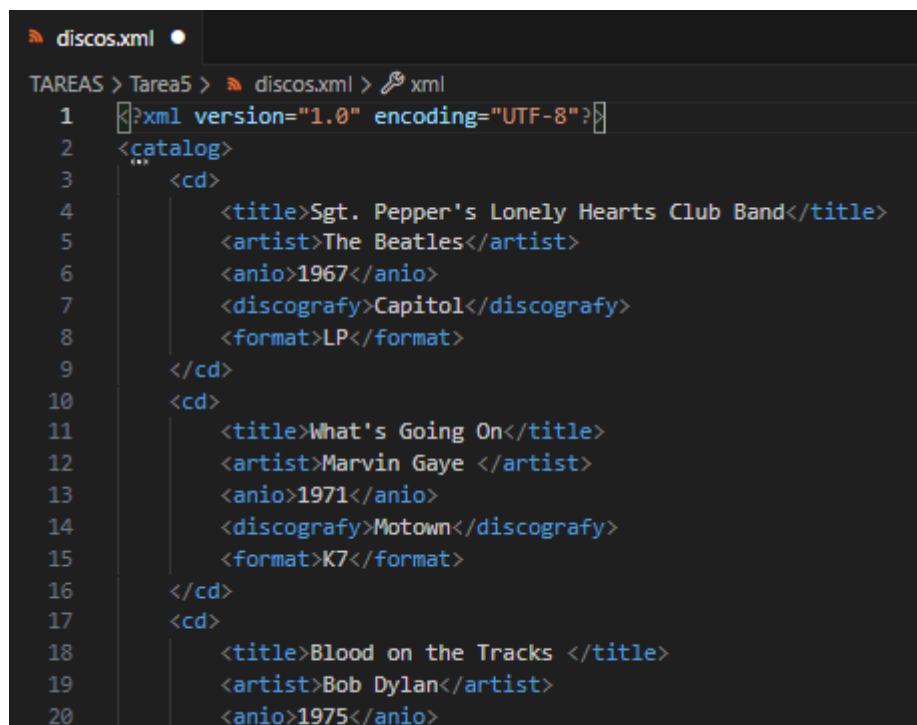 discos.xml
TAREAS > Tarea5 > discos.xml > xml
1 <?xml version="1.0" encoding="UTF-8"?>
2 <catalog>
3 <cd>
4 <title>Sgt. Pepper's Lonely Hearts Club Band</title>
5 <artist>The Beatles</artist>
6 <anio>1967</anio>
7 <discografy>Capitol</discografy>
8 <format>LP</format>
9 </cd>
10 <cd>
11 <title>What's Going On</title>
12 <artist>Marvin Gaye </artist>
13 <anio>1971</anio>
14 <discografy>Motown</discografy>
15 <format>K7</format>
16 </cd>
17 <cd>
18 <title>Blood on the Tracks </title>
19 <artist>Bob Dylan</artist>
20 <anio>1975</anio>